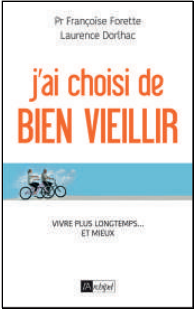 Pr Françoise Forette
Laurence Dorlhac
j'ai choisi de
BIEN VIEILLIR
VIVRE PLUS LONGTEMPS...
ET MIEUX
l'Archipel